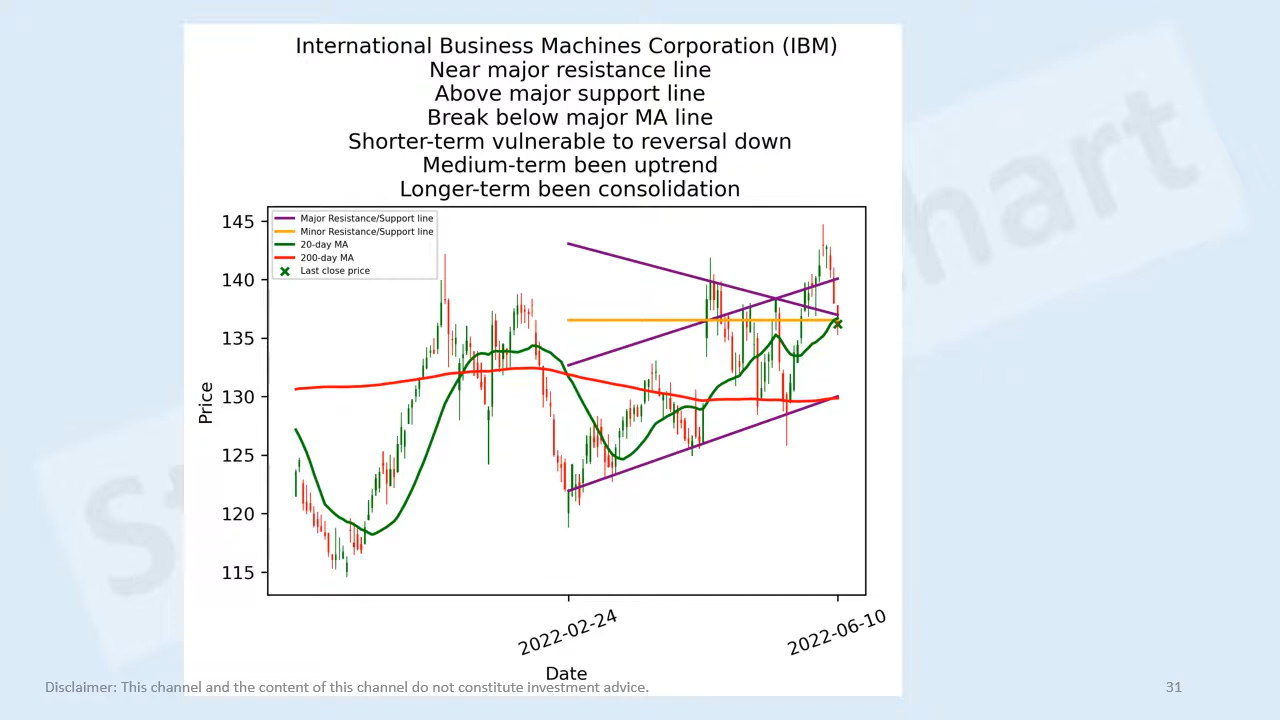 International Business Machines Corporation (IBM)
Near major resistance line
Above major support line
Break below major MA line
Shorter-term vulnerable to reversal down
Medium-term been uptrend
Longer-term been consolidation
Major Resistance/Support line
Minor Resistance/Support line
20-day MA
200-day MA
Last close price
145
140
135
130
125
120
115
Price
2022-02-24
2022-06-10
Date
Disclaimer: This channel and the content of this channel do not constitute investment advice.
31